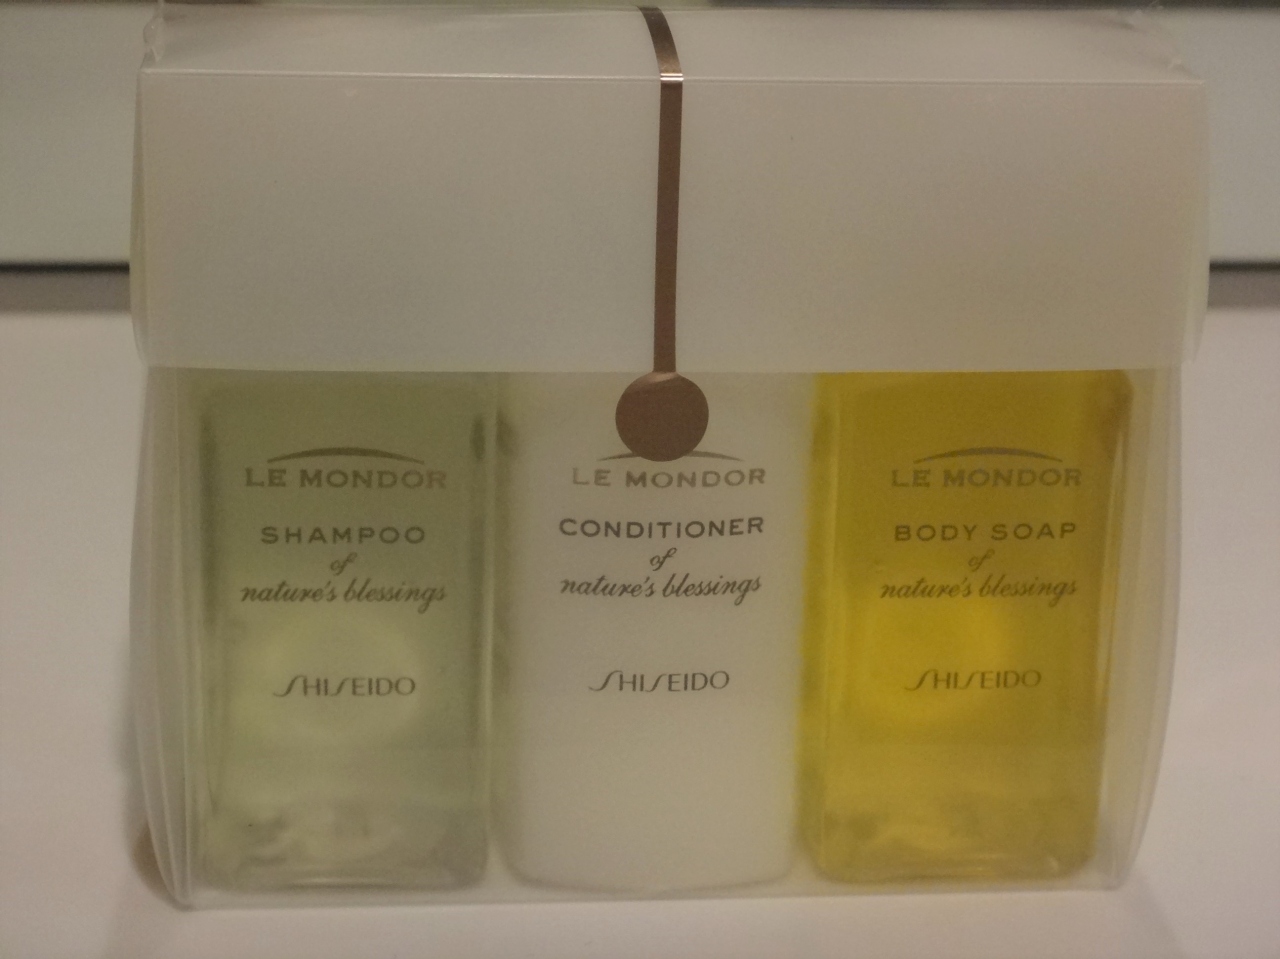 LE MONDOR
SHAMPOO
of
nature's blessings
SHISEIDO
LE MONDOR
CONDITIONER
of
nature's blessings
SHISEIDO
LE MONDOR
BODY SOAP
of
nature's blessings
SHISEIDO